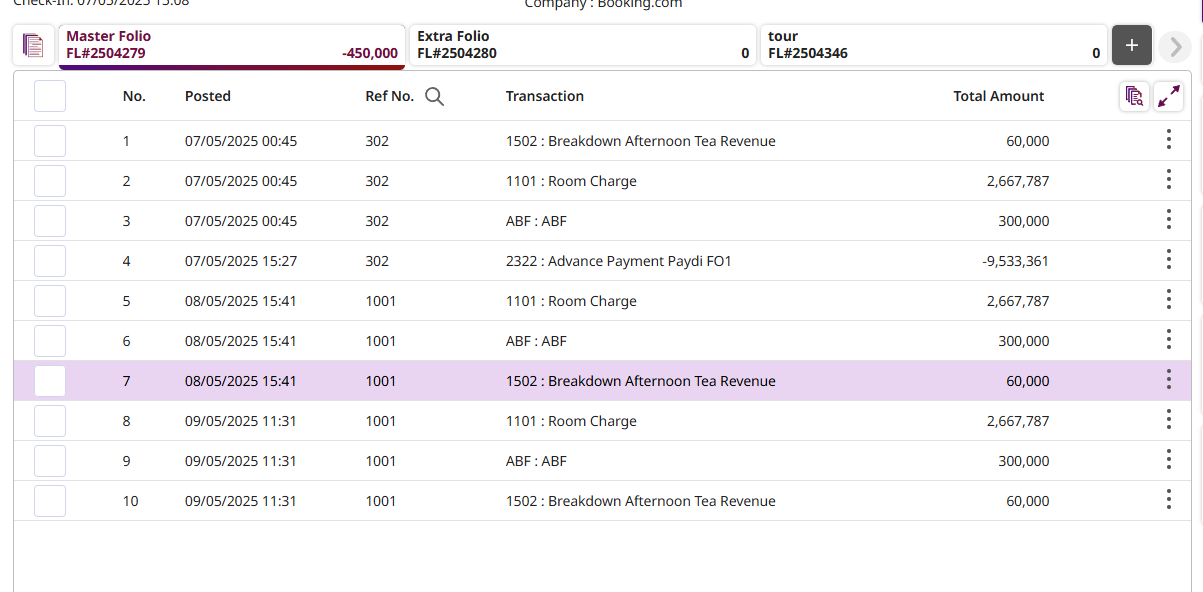 Check-In: 07/05/2025 15:08
Company : Booking.com
Master Folio
FL#2504279 -450,000
Extra Folio
FL#2504280 0
tour
FL#2504346 0
No. Posted Ref No. Transaction Total Amount
1 07/05/2025 00:45 302 1502 : Breakdown Afternoon Tea Revenue 60,000
2 07/05/2025 00:45 302 1101 : Room Charge 2,667,787
3 07/05/2025 00:45 302 ABF : ABF 300,000
4 07/05/2025 15:27 302 2322 : Advance Payment Paydi FO1 -9,533,361
5 08/05/2025 15:41 1001 1101 : Room Charge 2,667,787
6 08/05/2025 15:41 1001 ABF : ABF 300,000
7 08/05/2025 15:41 1001 1502 : Breakdown Afternoon Tea Revenue 60,000
8 09/05/2025 11:31 1001 1101 : Room Charge 2,667,787
9 09/05/2025 11:31 1001 ABF : ABF 300,000
10 09/05/2025 11:31 1001 1502 : Breakdown Afternoon Tea Revenue 60,000